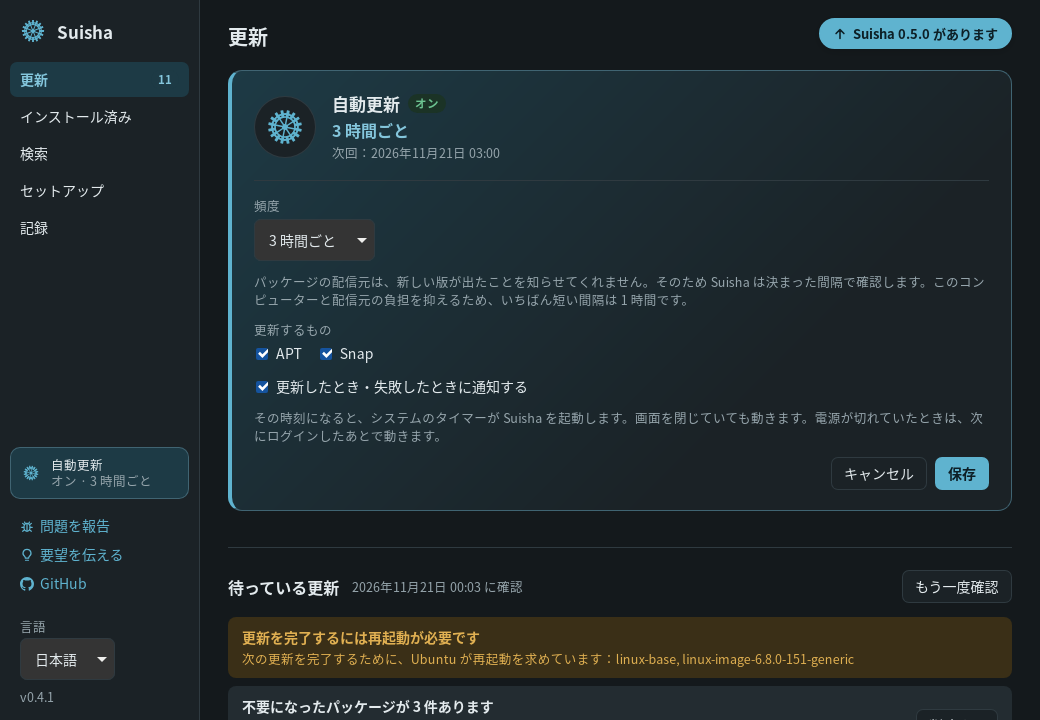 Suisha
更新 11
インストール済み
検索
セットアップ
記録
自動更新
オン · 3 時間ごと
問題を報告
要望を伝える
GitHub
言語
日本語
v0.4.1
更新
↑ Suisha 0.5.0 があります
自動更新 オン
3 時間ごと
次回：2026年11月21日 03:00
頻度
3 時間ごと
パッケージの配信元は、新しい版が出たことを知らせてくれません。そのため Suisha は決まった間隔で確認します。このコン
ピューターと配信元の負担を抑えるため、いちばん短い間隔は 1 時間です。
更新するもの
APT Snap
更新したとき・失敗したときに通知する
その時刻になると、システムのタイマーが Suisha を起動します。画面を閉じていても動きます。電源が切れていたときは、次
にログインしたあとで動きます。
キャンセル 保存
待っている更新 2026年11月21日 00:03 に確認 もう一度確認
更新を完了するには再起動が必要です
次の更新を完了するために、Ubuntu が再起動を求めています：linux-base, linux-image-6.8.0-151-generic
不要になったパッケージが 3 件あります